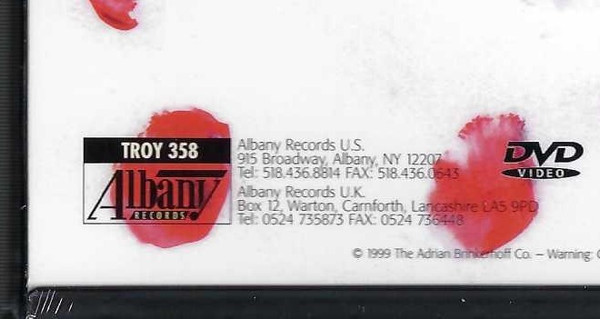 TROY 358
Albany
RECORDS
Albany Records U.S.
915 Broadway, Albany, NY 12207
Tel: 518.436.8814 FAX: 518.436.0643
Albany Records U.K.
Box 12, Warton, Carnforth, Lancashire LA5 9PD
Tel: 0524 735873 FAX: 0524 736448
DVD
VIDEO
© 1999 The Adrian Brinkerhoff Co. – Warning: